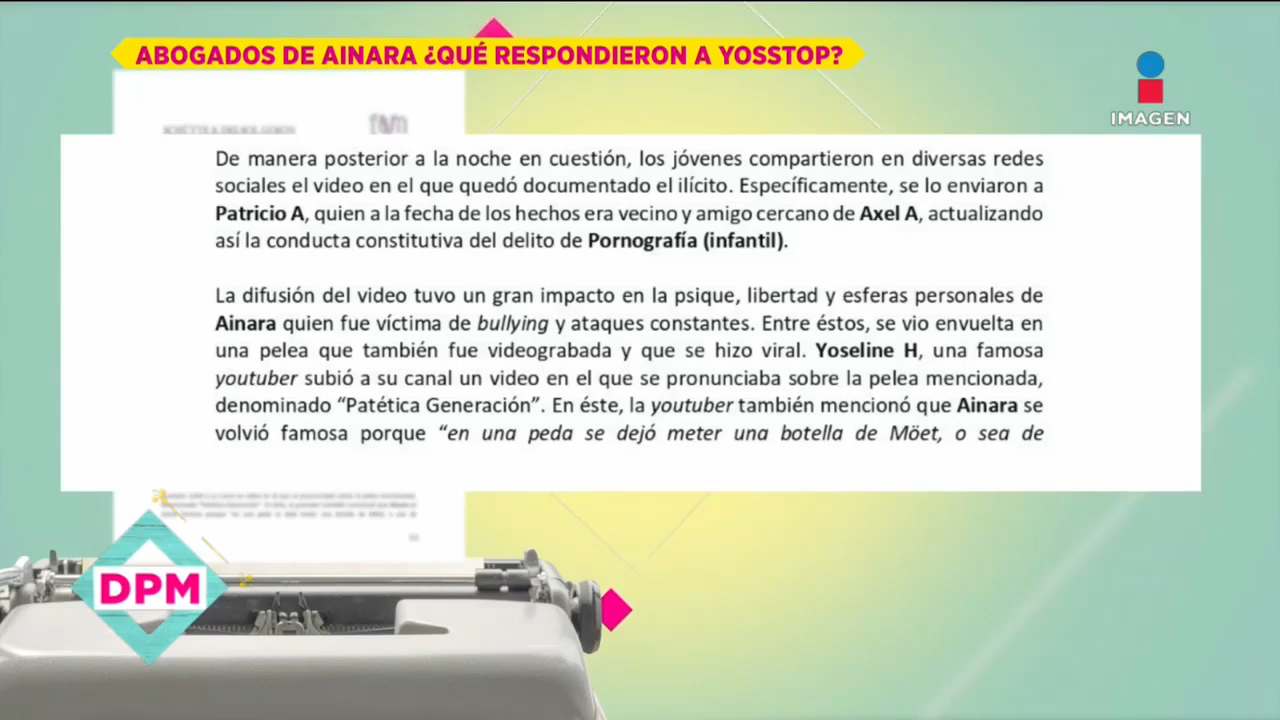 ABOGADOS DE AINARA ¿QUÉ RESPONDIERON A YOSSTOP?
IMAGEN
De manera posterior a la noche en cuestión, los jóvenes compartieron en diversas redes
sociales el video en el que quedó documentado el ilícito. Específicamente, se lo enviaron a
Patricio A, quien a la fecha de los hechos era vecino y amigo cercano de Axel A, actualizando
así la conducta constitutiva del delito de Pornografía (infantil).
La difusión del video tuvo un gran impacto en la psique, libertad y esferas personales de
Ainara quien fue víctima de bullying y ataques constantes. Entre éstos, se vio envuelta en
una pelea que también fue videograbada y que se hizo viral. Yoseline H, una famosa
youtuber subió a su canal un video en el que se pronunciaba sobre la pelea mencionada,
denominado “Patética Generación”. En éste, la youtuber también mencionó que Ainara se
volvió famosa porque “en una peda se dejó meter una botella de Möet, o sea de
DPM